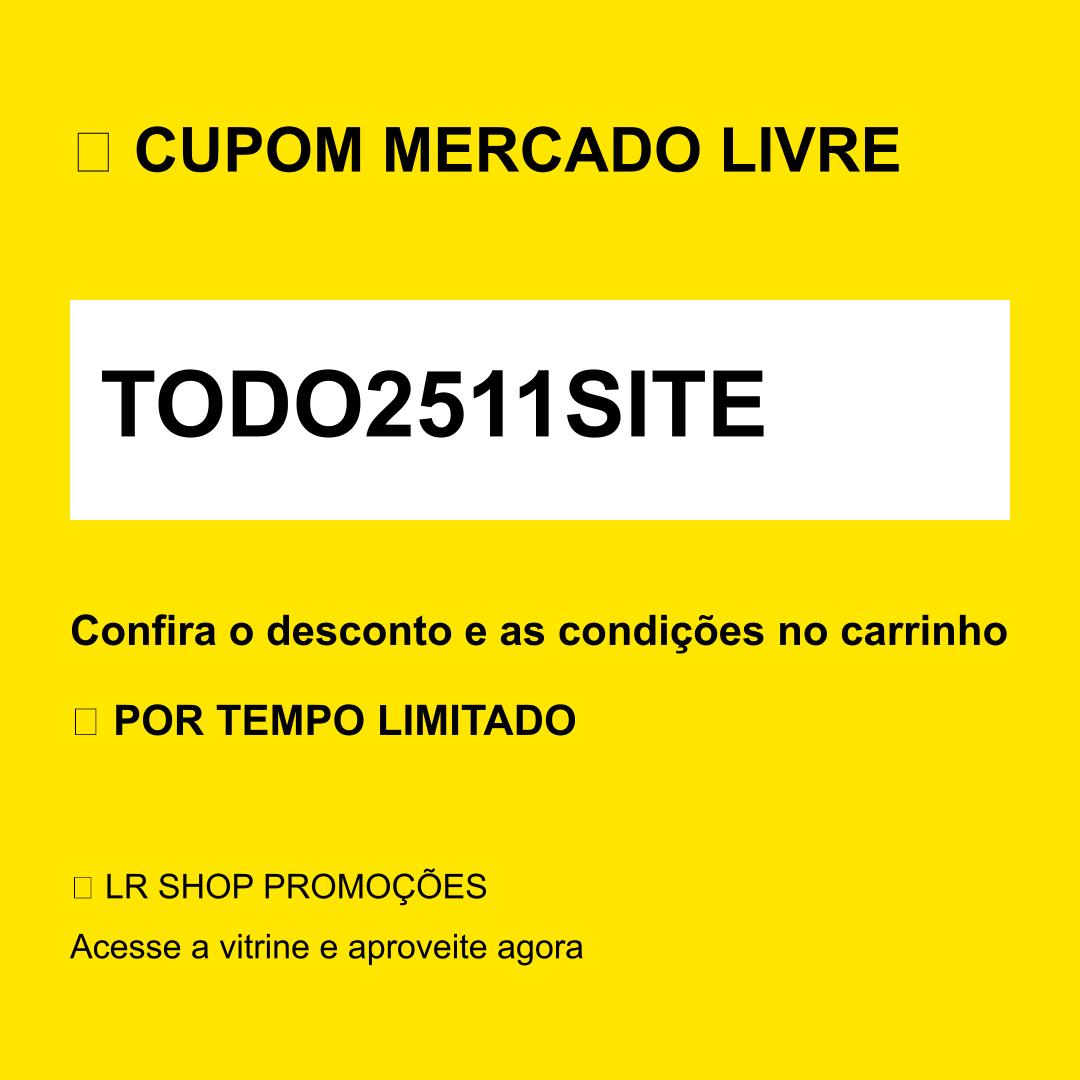 CUPOM MERCADO LIVRE
TODO2511SITE
Confira o desconto e as condições no carrinho
POR TEMPO LIMITADO
LR SHOP PROMOÇÕES
Acesse a vitrine e aproveite agora